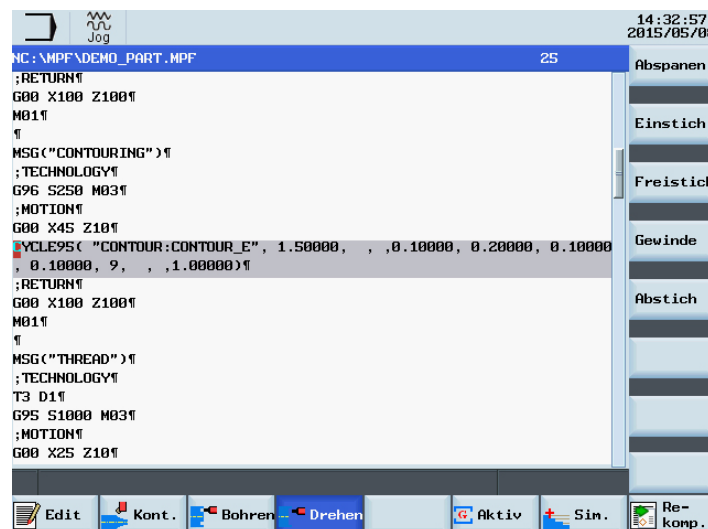 Jog
14:32:57
2015/05/0
NC:\MPF\DEMO_PART.MPF 25
;RETURN¶
G00 X100 Z100¶
M01¶
¶
MSG("CONTOURING")¶
;TECHNOLOGY¶
G96 S250 M03¶
;MOTION¶
G00 X45 Z10¶
CYCLE95( "CONTOUR:CONTOUR_E", 1.50000, , ,0.10000, 0.20000, 0.10000
, 0.10000, 9, , ,1.00000)¶
;RETURN¶
G00 X100 Z100¶
M01¶
¶
MSG("THREAD")¶
;TECHNOLOGY¶
T3 D1¶
G95 S1000 M03¶
;MOTION¶
G00 X25 Z10¶
Abspanen
Einstich
Freistich
Gewinde
Abstich
Edit
Kont.
Bohren
Drehen
G Aktiv
Sim.
Re-
komp.